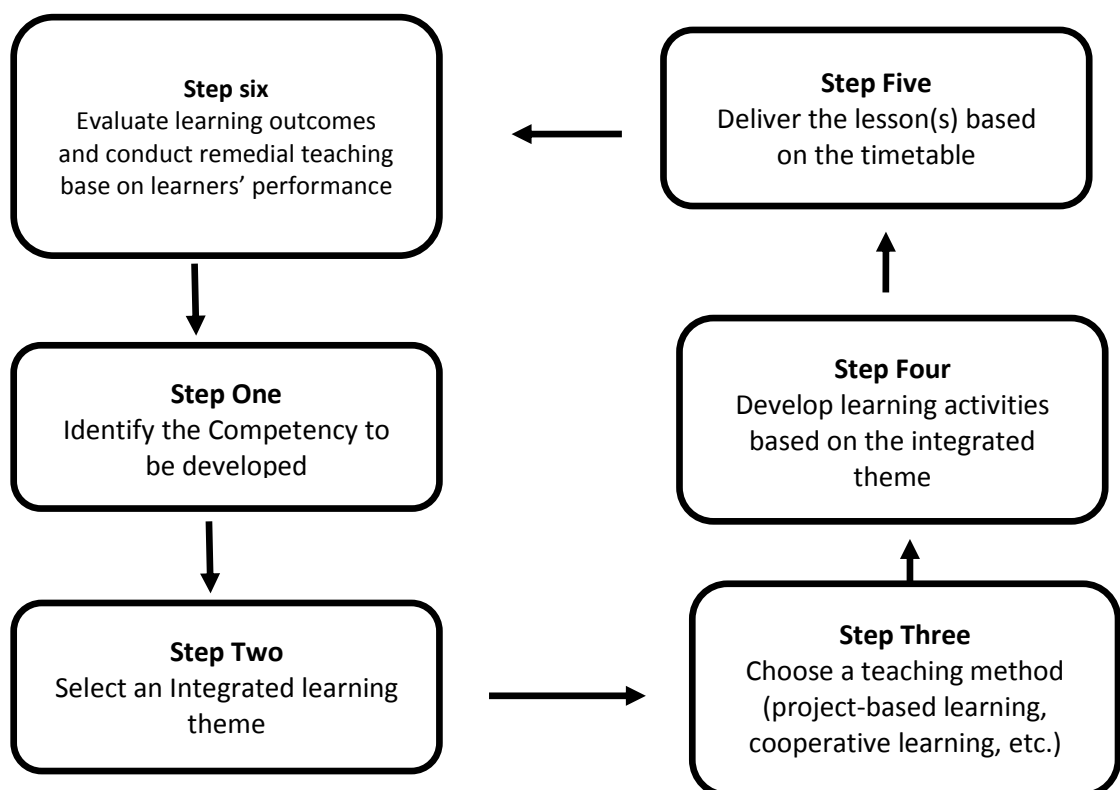 Step six
Evaluate learning outcomes
and conduct remedial teaching
base on learners’ performance
Step One
Identify the Competency to
be developed
Step Two
Select an Integrated learning
theme
Step Three
Choose a teaching method
(project-based learning,
cooperative learning, etc.)
Step Four
Develop learning activities
based on the integrated
theme
Step Five
Deliver the lesson(s) based
on the timetable